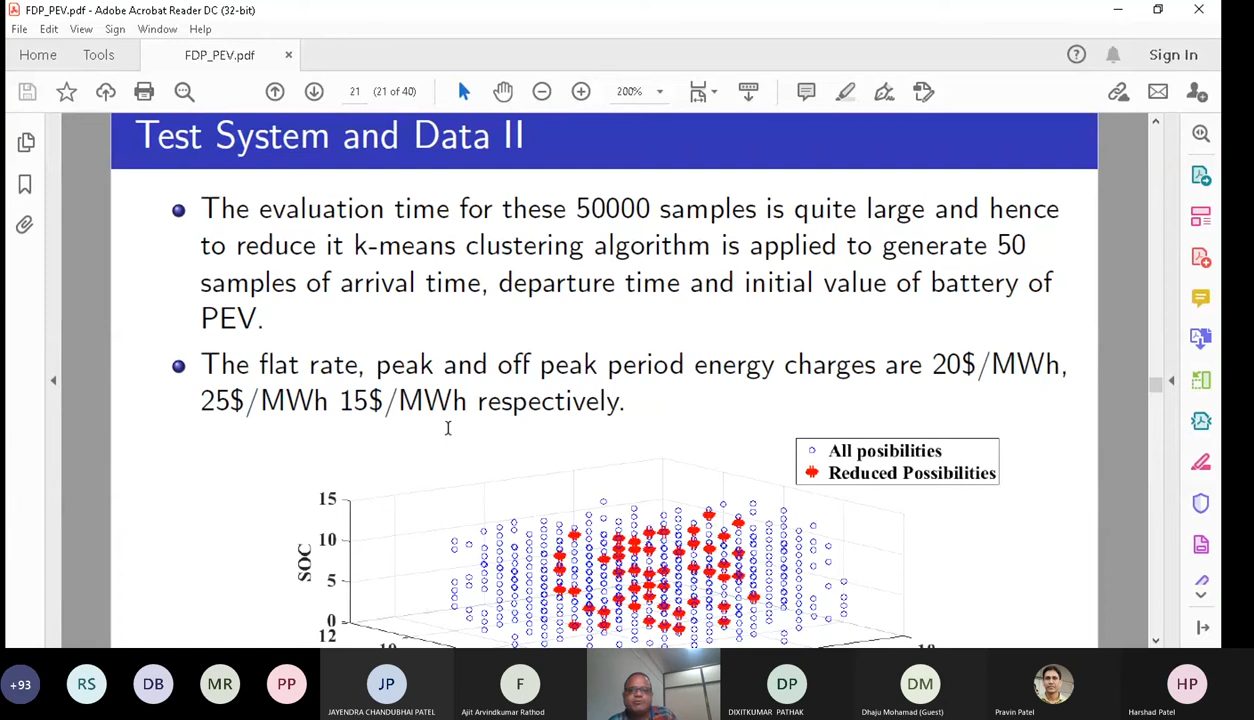 FDP_PEV.pdf - Adobe Acrobat Reader DC (32-bit)
File Edit View Sign Window Help
Home Tools FDP_PEV.pdf × Sign In
21 (21 of 40) 200%
Test System and Data II
The evaluation time for these 50000 samples is quite large and hence
to reduce it k-means clustering algorithm is applied to generate 50
samples of arrival time, departure time and initial value of battery of
PEV.
The flat rate, peak and off peak period energy charges are 20$/MWh,
25$/MWh 15$/MWh respectively.
All posibilities
Reduced Possibilities
15
10
SOC
5
0
12
+93 RS DB MR PP JP F DP DM HP
JAYENDRA CHANDUBHAI PATEL Ajit Arvindkumar Rathod DIXITKUMAR PATHAK Dhaju Mohamad (Guest) Pravin Patel Harshad Patel